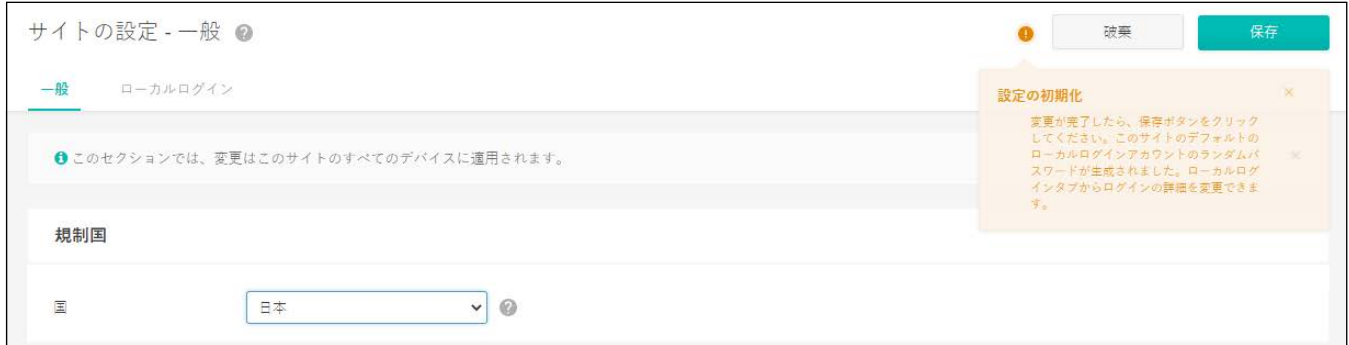 サイトの設定 - 一般
破棄
保存
一般
ローカルログイン
設定の初期化
変更が完了したら、保存ボタンをクリック
してください。このサイトのデフォルトの
ローカルログインアカウントのランダムパ
スワードが生成されました。ローカルログ
インタブからログインの詳細を変更できま
す。
このセクションでは、変更はこのサイトのすべてのデバイスに適用されます。
規制国
国
日本